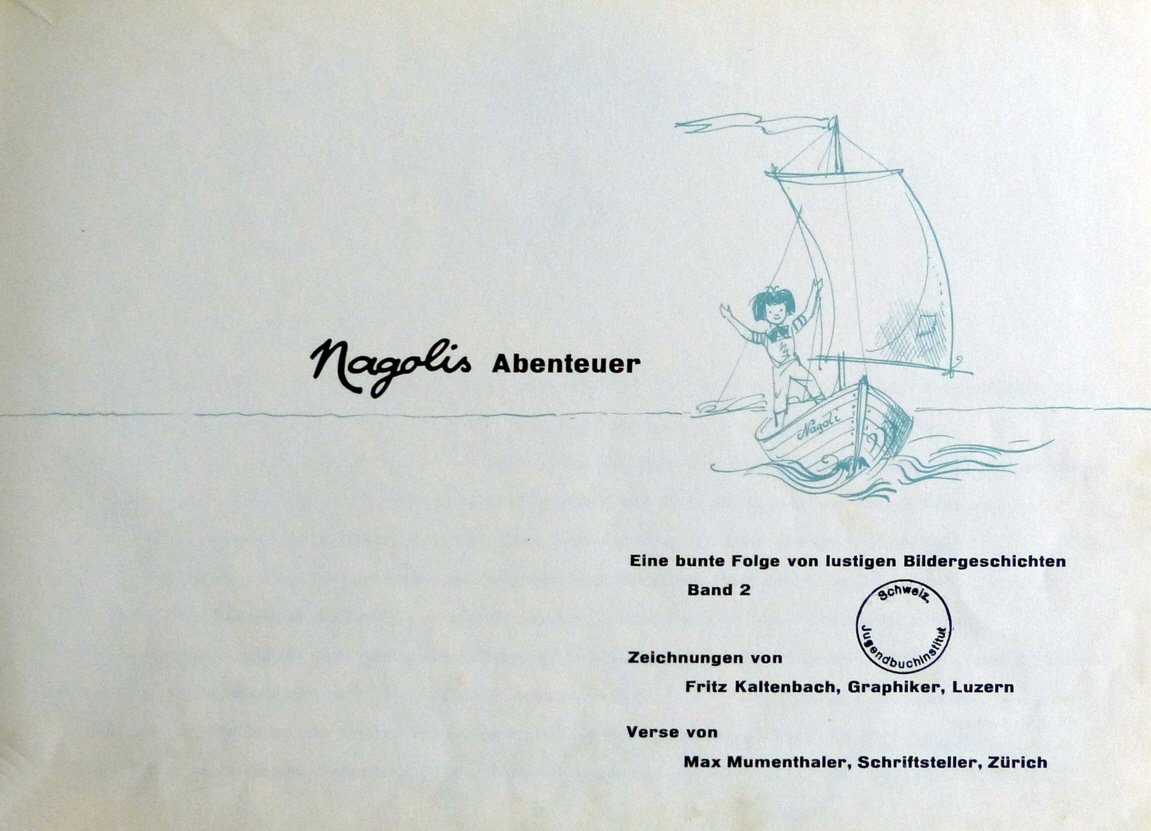 Nagolis Abenteuer
Nagoli
Eine bunte Folge von lustigen Bildergeschichten
Band 2
Schweiz.
Jugendbuchinstitut
Zeichnungen von
Fritz Kaltenbach, Graphiker, Luzern
Verse von
Max Mumenthaler, Schriftsteller, Zürich